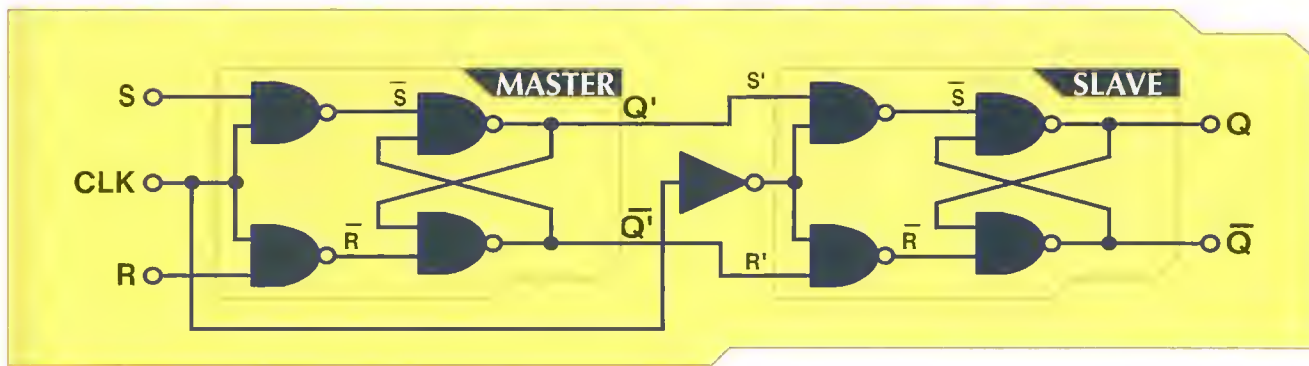 MASTER
SLAVE
S
CLK
R
S̅
R̅
Q'
Q̅'
S'
R'
S̅
R̅
Q
Q̅